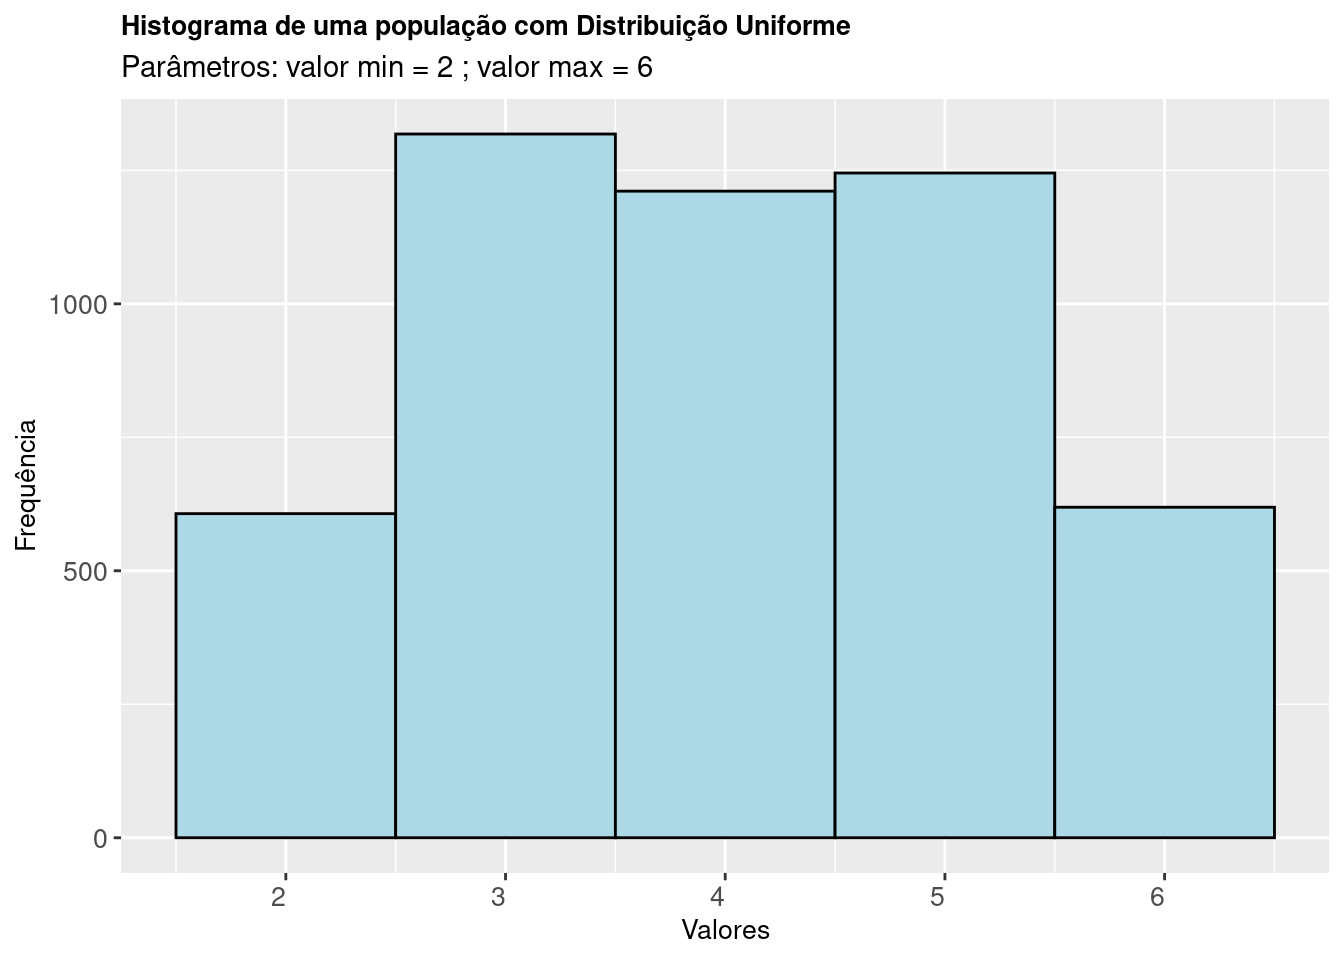 Histograma de uma população com Distribuição Uniforme
Parâmetros: valor min = 2 ; valor max = 6
Frequência
1000
500
0
2 3 4 5 6
Valores